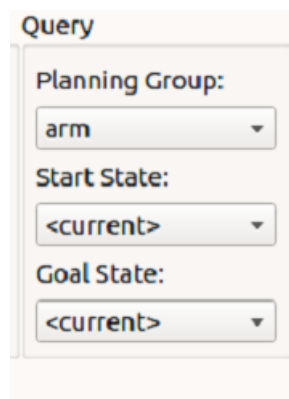 Query
Planning Group:
arm
Start State:
<current>
Goal State:
<current>